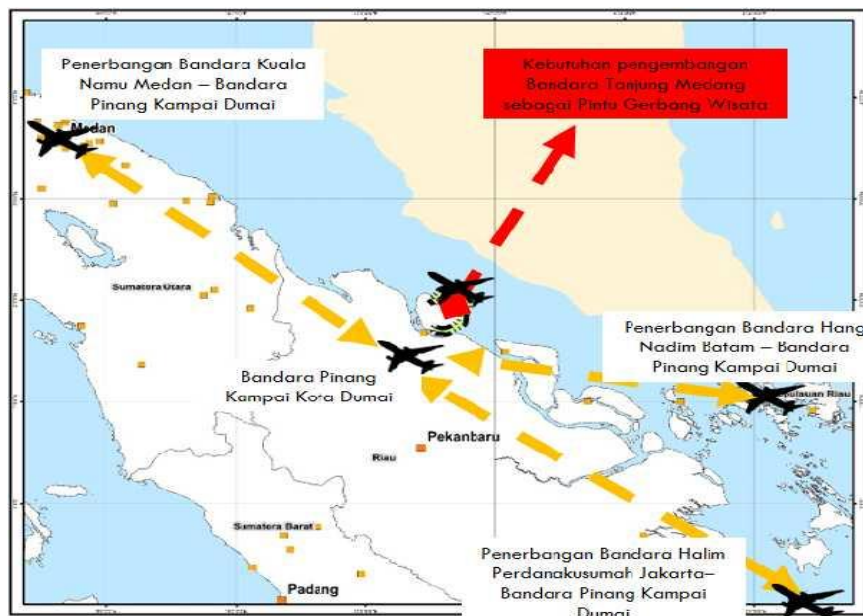 Penerbangan Bandara Kuala
Namu Medan – Bandara
Pinang Kampai Dumai
Kebutuhan pengembangan
Bandara Tanjung Medang
sebagai Pintu Gerbang Wisata
Medan
Sumatera Utara
Penerbangan Bandara Hang
Nadim Batam – Bandara
Pinang Kampai Dumai
Bandara Pinang
Kampai Kota Dumai
Kepulauan Riau
Pekanbaru
Riau
Sumatera Barat
Penerbangan Bandara Halim
Perdanakusumah Jakarta–
Bandara Pinang Kampai
Dumai
Padang